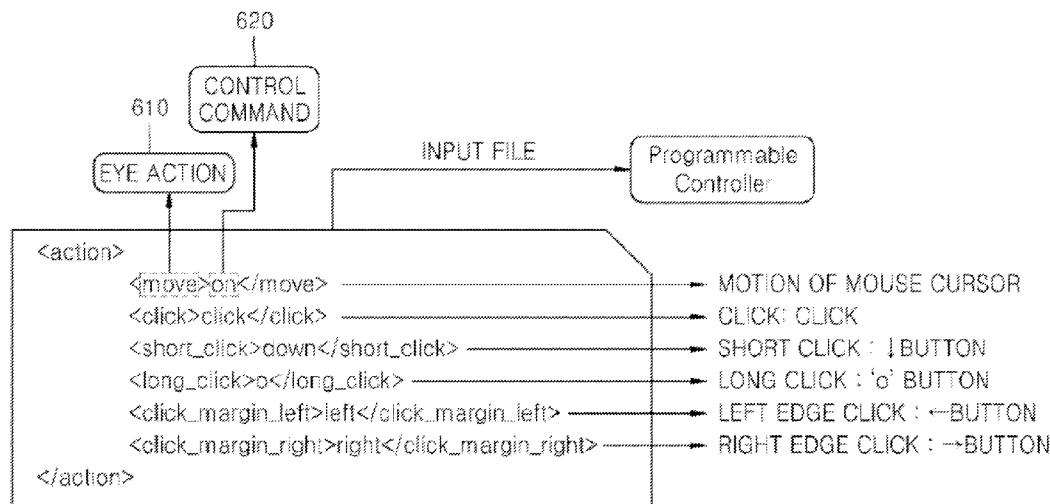 620
CONTROL
COMMAND
610
EYE ACTION
INPUT FILE
Programmable
Controller
<action>
<move>on</move>
MOTION OF MOUSE CURSOR
<click>click</click>
CLICK: CLICK
<short_click>down</short_click>
SHORT CLICK : ↓BUTTON
<long_click>o</long_click>
LONG CLICK : 'o' BUTTON
<click_margin_left>left</click_margin_left>
LEFT EDGE CLICK : ←BUTTON
<click_margin_right>right</click_margin_right>
RIGHT EDGE CLICK : →BUTTON
</action>